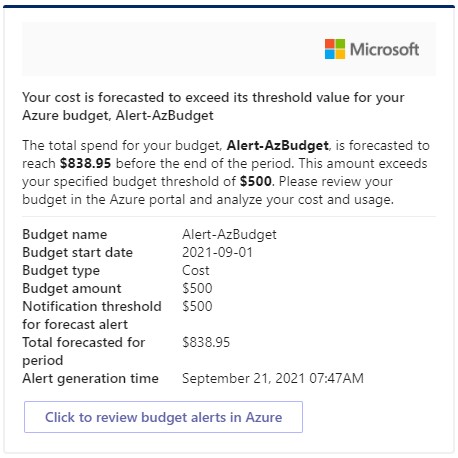 Microsoft
Your cost is forecasted to exceed its threshold value for your
Azure budget, Alert-AzBudget
The total spend for your budget, Alert-AzBudget, is forecasted to
reach $838.95 before the end of the period. This amount exceeds
your specified budget threshold of $500. Please review your
budget in the Azure portal and analyze your cost and usage.
Budget name Alert-AzBudget
Budget start date 2021-09-01
Budget type Cost
Budget amount $500
Notification threshold $500
for forecast alert
Total forecasted for $838.95
period
Alert generation time September 21, 2021 07:47AM
Click to review budget alerts in Azure